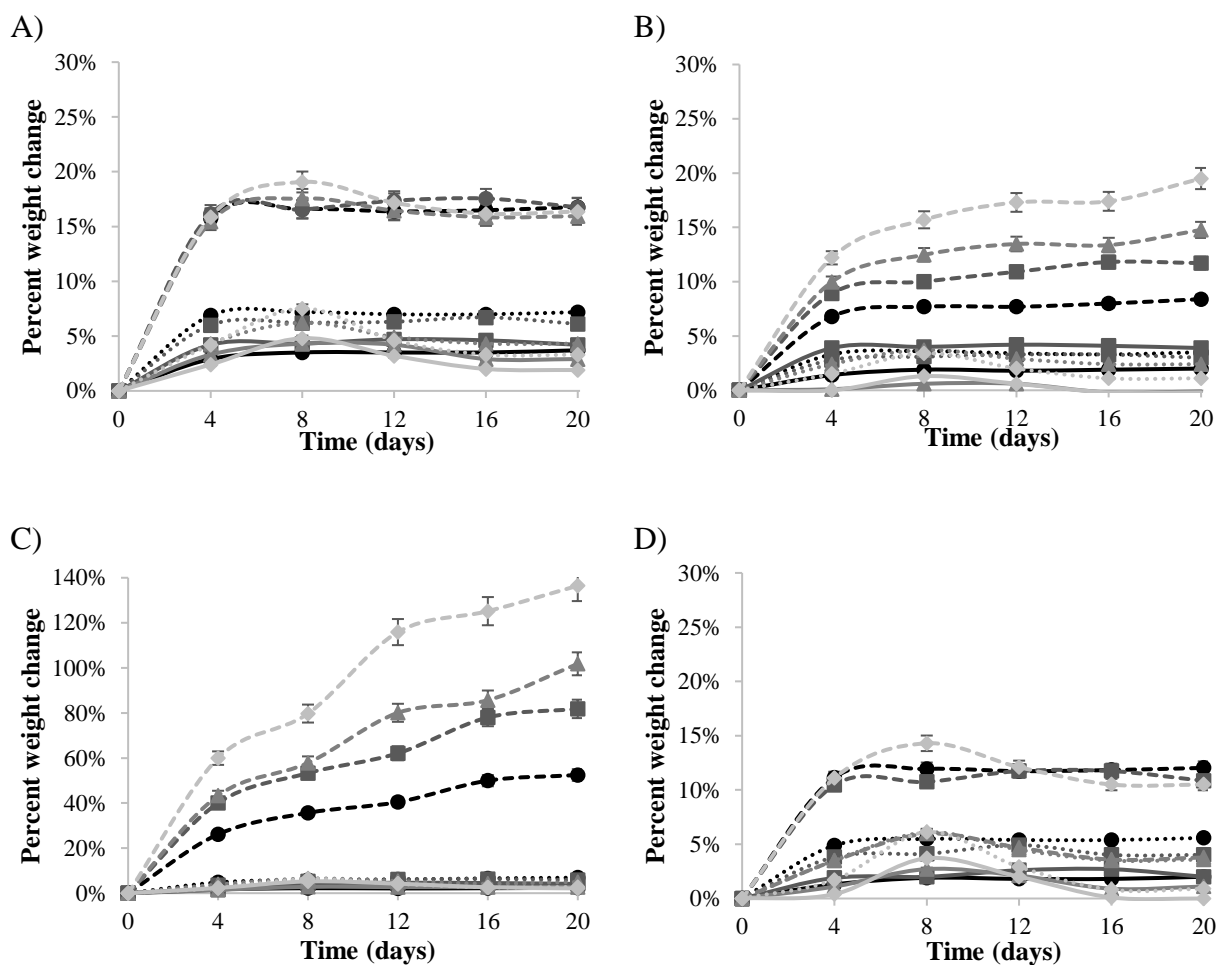 A)
Percent weight change
30%
25%
20%
15%
10%
5%
0%
0 4 8 12 16 20
Time (days)
B)
Percent weight change
30%
25%
20%
15%
10%
5%
0%
0 4 8 12 16 20
Time (days)
C)
Percent weight change
140%
120%
100%
80%
60%
40%
20%
0%
0 4 8 12 16 20
Time (days)
D)
Percent weight change
30%
25%
20%
15%
10%
5%
0%
0 4 8 12 16 20
Time (days)